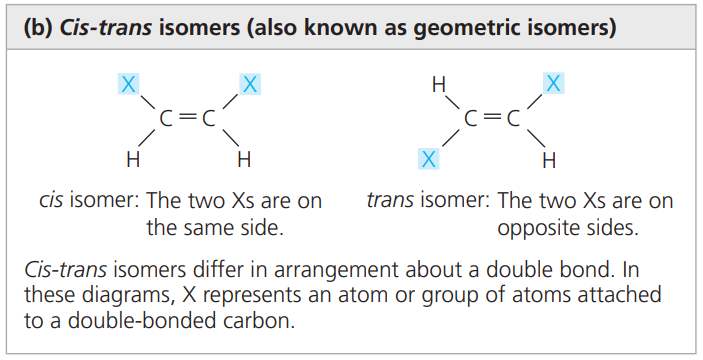 (b) Cis-trans isomers (also known as geometric isomers)
X X
C=C
H H
H X
C=C
X H
cis isomer: The two Xs are on
the same side.
trans isomer: The two Xs are on
opposite sides.
Cis-trans isomers differ in arrangement about a double bond. In
these diagrams, X represents an atom or group of atoms attached
to a double-bonded carbon.